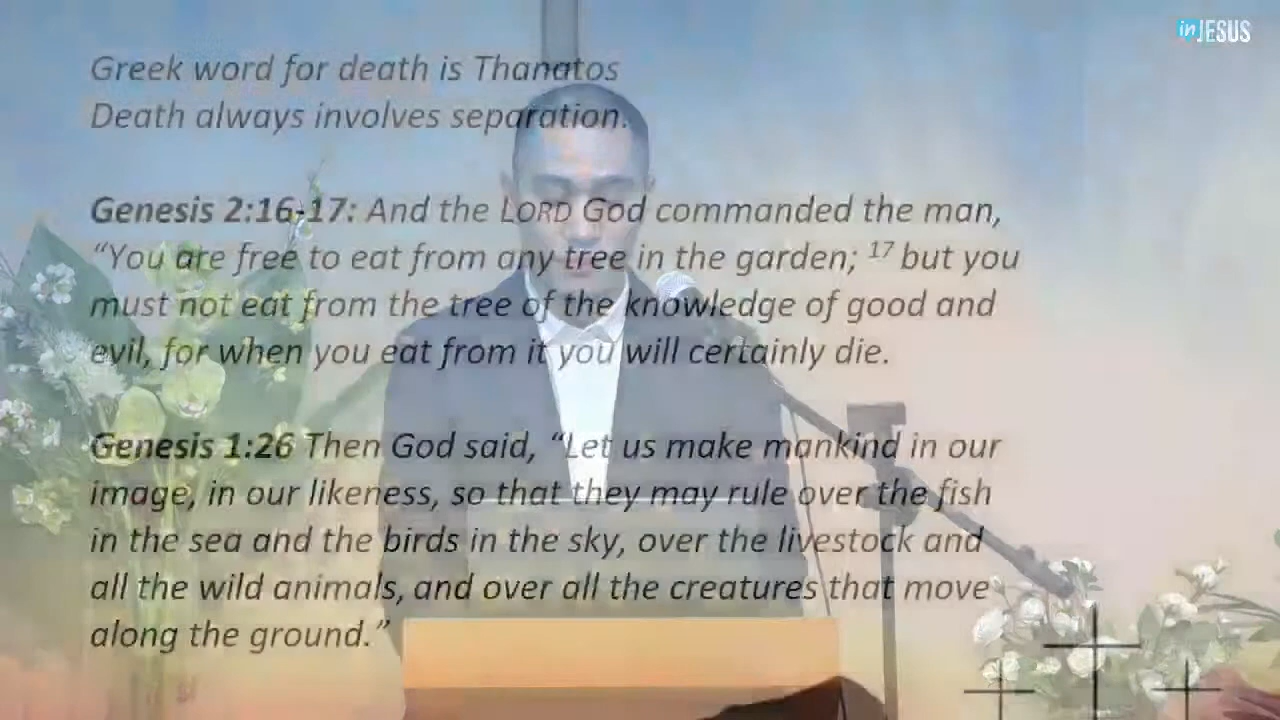 inJESUS
Greek word for death is Thanatos
Death always involves separation.
Genesis 2:16-17: And the LORD God commanded the man,
“You are free to eat from any tree in the garden; 17 but you
must not eat from the tree of the knowledge of good and
evil, for when you eat from it you will certainly die.
Genesis 1:26 Then God said, “Let us make mankind in our
image, in our likeness, so that they may rule over the fish
in the sea and the birds in the sky, over the livestock and
all the wild animals, and over all the creatures that move
along the ground.”